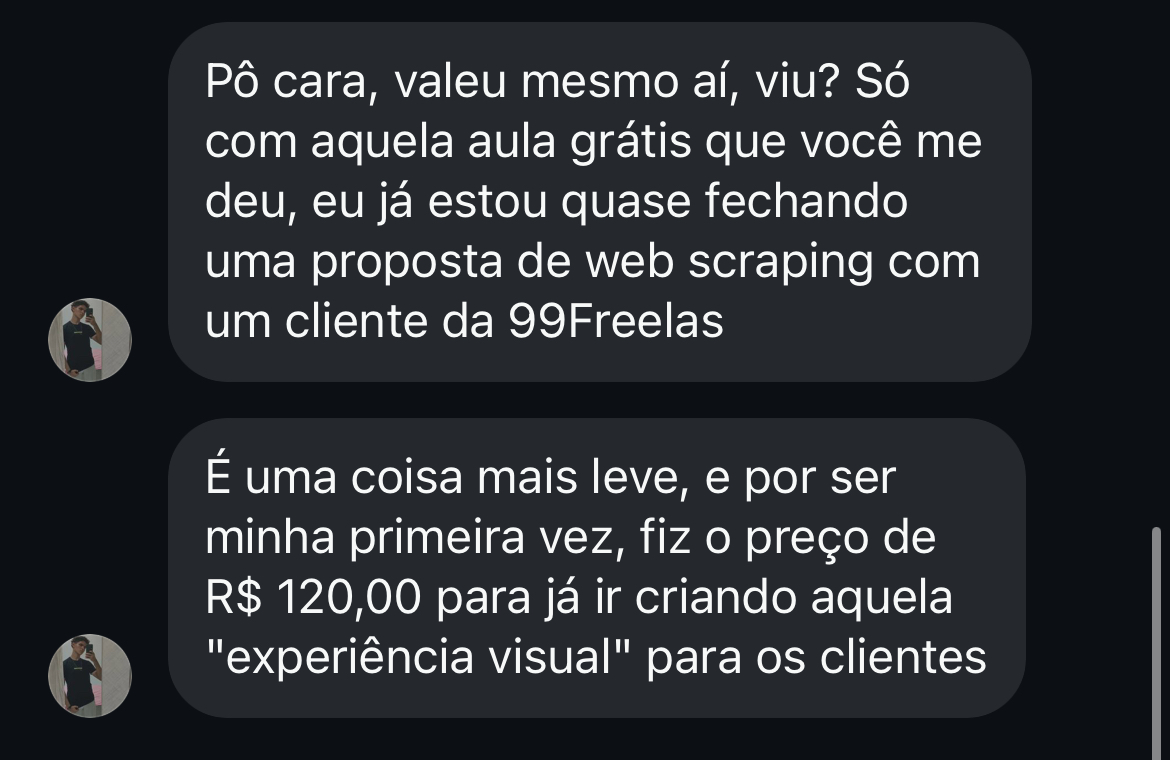 Pô cara, valeu mesmo aí, viu? Só
com aquela aula grátis que você me
deu, eu já estou quase fechando
uma proposta de web scraping com
um cliente da 99Freelas
É uma coisa mais leve, e por ser
minha primeira vez, fiz o preço de
R$ 120,00 para já ir criando aquela
"experiência visual" para os clientes